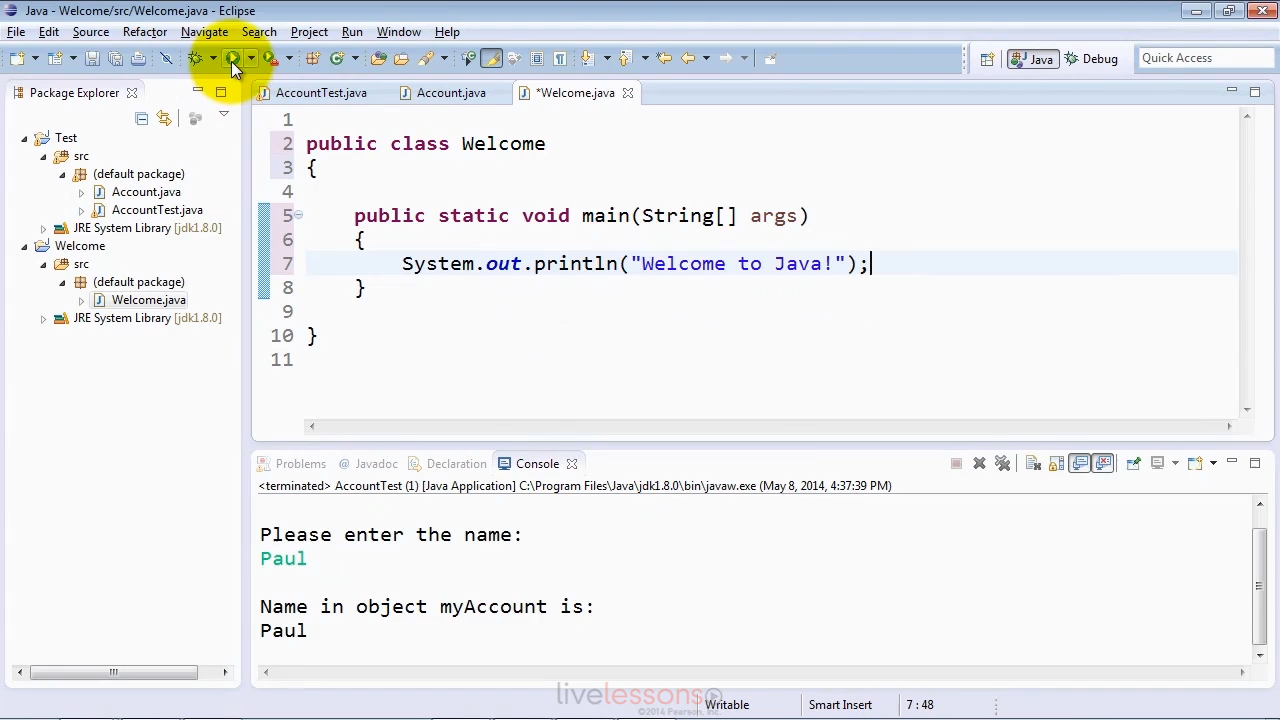 Java - Welcome/src/Welcome.java - Eclipse
File Edit Source Refactor Navigate Search Project Run Window Help
Java Debug Quick Access
Package Explorer
AccountTest.java Account.java *Welcome.java
Test
src
(default package)
Account.java
AccountTest.java
JRE System Library [jdk1.8.0]
Welcome
src
(default package)
Welcome.java
JRE System Library [jdk1.8.0]
1
2 public class Welcome
3 {
4
5 public static void main(String[] args)
6 {
7 System.out.println("Welcome to Java!");
8 }
9
10 }
11
Problems @ Javadoc Declaration Console
<terminated> AccountTest (1) [Java Application] C:\Program Files\Java\jdk1.8.0\bin\javaw.exe (May 8, 2014, 4:37:39 PM)
Please enter the name:
Paul
Name in object myAccount is:
Paul
livelessons
©2014 Pearson, Inc.
Writable Smart Insert 7 : 48